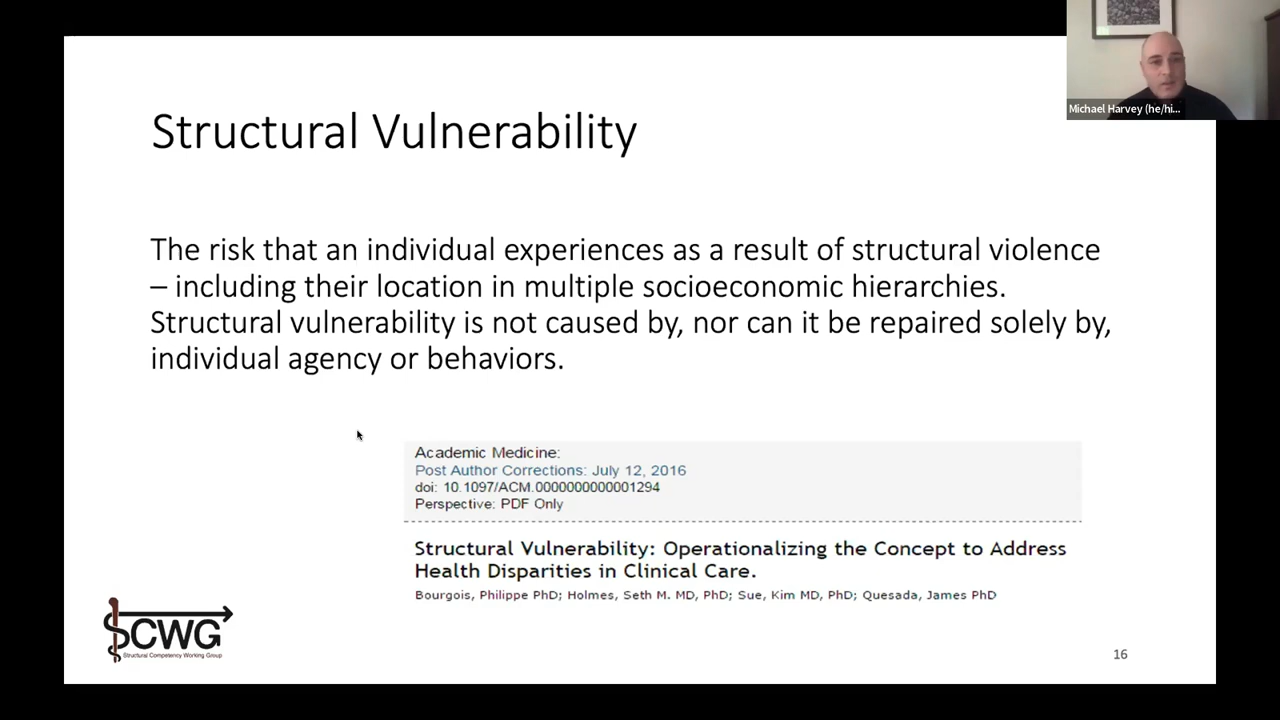 Michael Harvey (he/hi...
Structural Vulnerability
The risk that an individual experiences as a result of structural violence
– including their location in multiple socioeconomic hierarchies.
Structural vulnerability is not caused by, nor can it be repaired solely by,
individual agency or behaviors.
Academic Medicine:
Post Author Corrections: July 12, 2016
doi: 10.1097/ACM.0000000000001294
Perspective: PDF Only
Structural Vulnerability: Operationalizing the Concept to Address
Health Disparities in Clinical Care.
Bourgois, Philippe PhD; Holmes, Seth M. MD, PhD; Sue, Kim MD, PhD; Quesada, James PhD
SCWG
Structural Competency Working Group
16